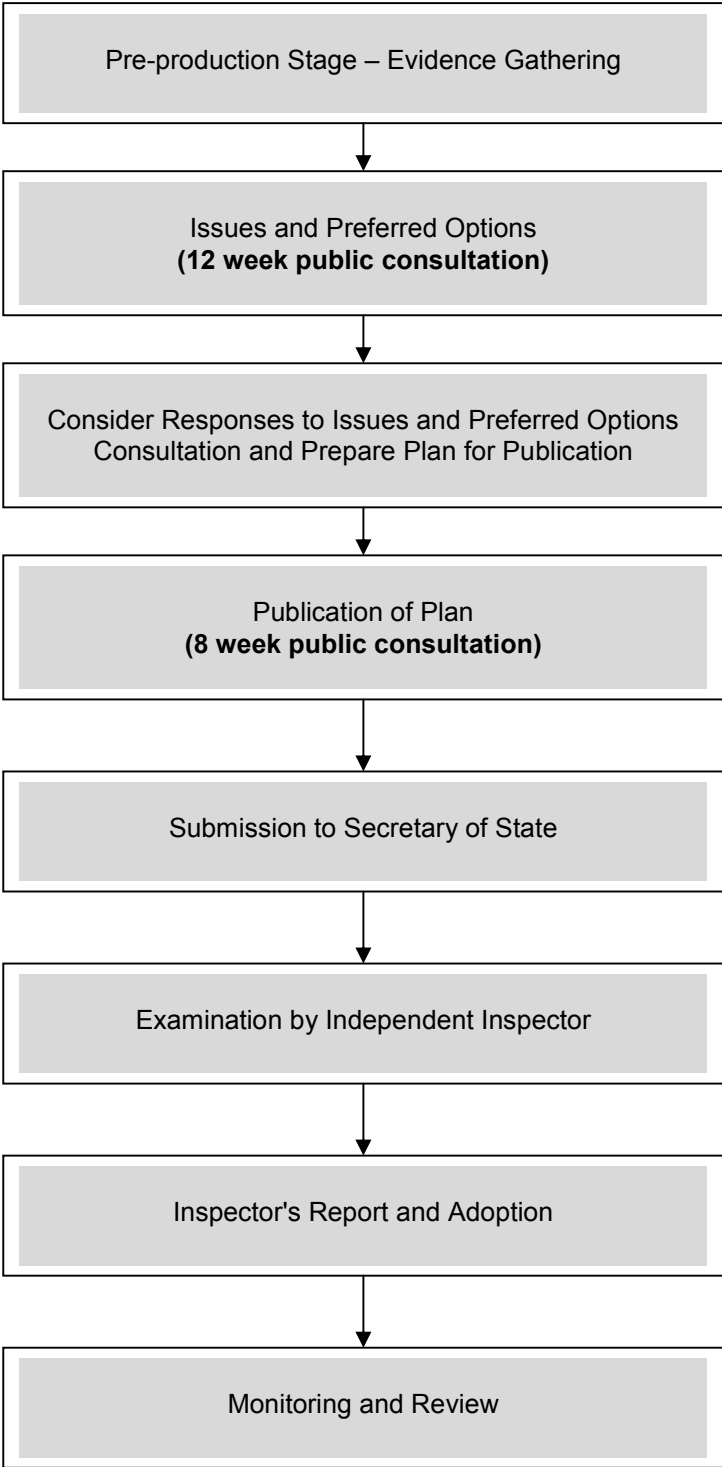 Pre-production Stage – Evidence Gathering
Issues and Preferred Options
(12 week public consultation)
Consider Responses to Issues and Preferred Options
Consultation and Prepare Plan for Publication
Publication of Plan
(8 week public consultation)
Submission to Secretary of State
Examination by Independent Inspector
Inspector's Report and Adoption
Monitoring and Review